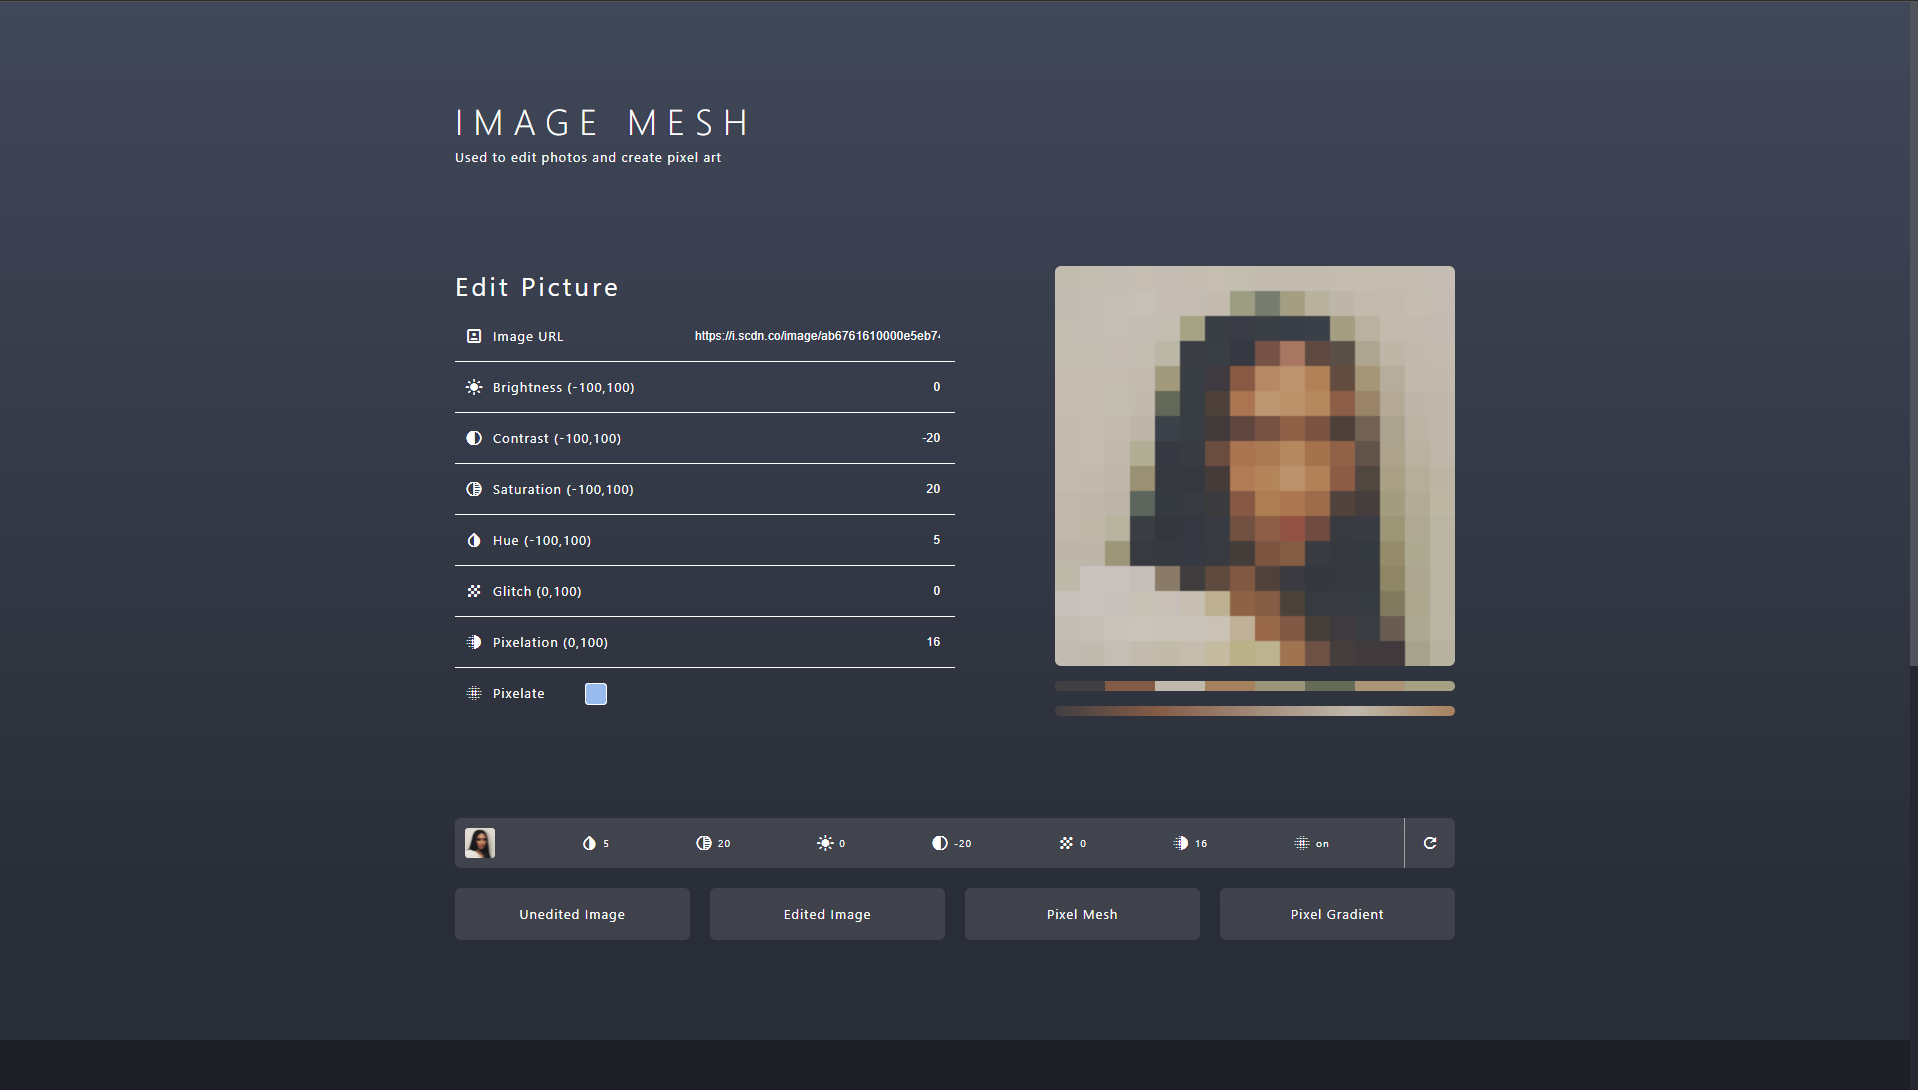 IMAGE MESH
Used to edit photos and create pixel art
Edit Picture
Image URL https://i.scdn.co/image/ab6761610000e5eb7
Brightness (-100,100) 0
Contrast (-100,100) -20
Saturation (-100,100) 20
Hue (-100,100) 5
Glitch (0,100) 0
Pixelation (0,100) 16
Pixelate
5 20 0 -20 0 16 on
Unedited Image Edited Image Pixel Mesh Pixel Gradient